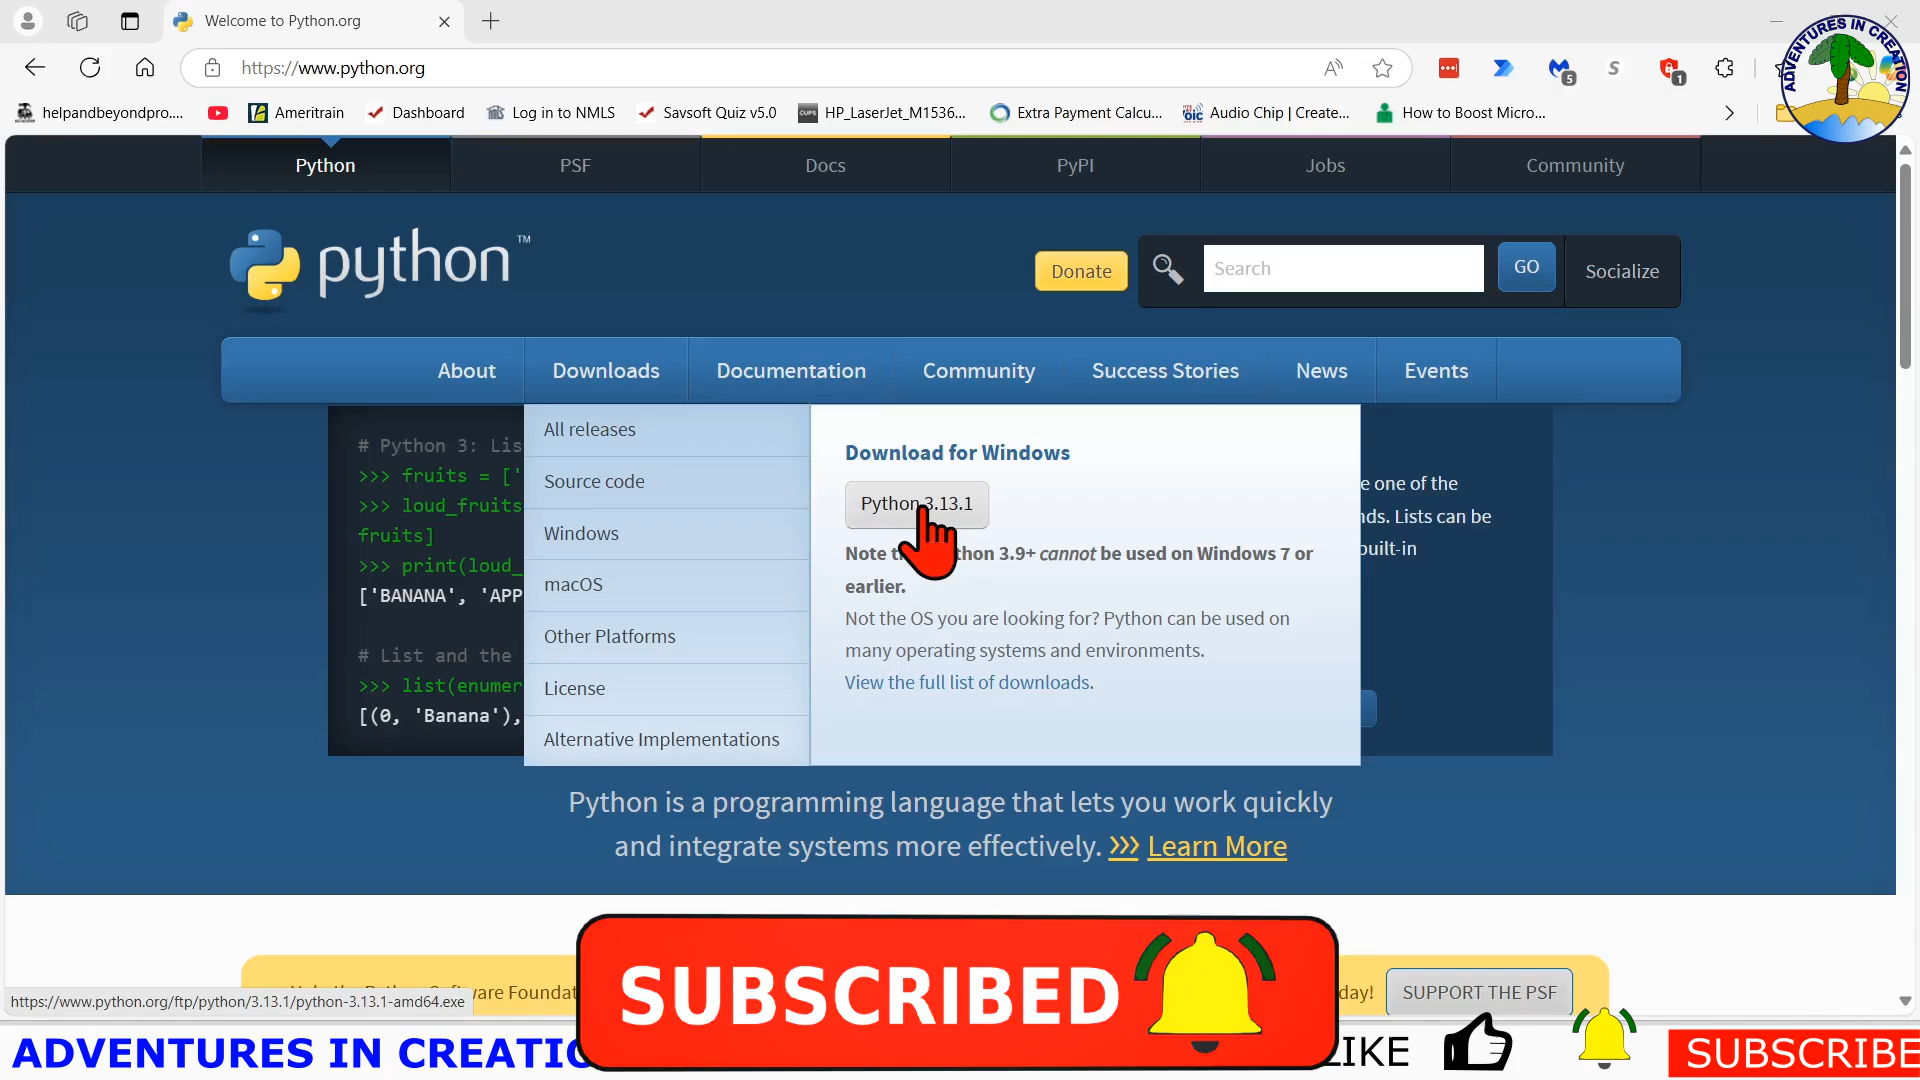 Welcome to Python.org
https://www.python.org
5
S
1
helpandbeyondpro....
Ameritrain
Dashboard
Log in to NMLS
Savsoft Quiz v5.0
HP_LaserJet_M1536...
Extra Payment Calcu...
Audio Chip | Create...
How to Boost Micro...
ADVENTURES IN CREATION
Python
PSF
Docs
PyPI
Jobs
Community
python™
Donate
Search
GO
Socialize
About
Downloads
Documentation
Community
Success Stories
News
Events
# Python 3: Lis
>>> fruits = ['
>>> loud_fruits
fruits]
>>> print(loud_
['BANANA', 'APP
# List and the
>>> list(enumer
[(0, 'Banana'),
All releases
Source code
Windows
macOS
Other Platforms
License
Alternative Implementations
Download for Windows
Python 3.13.1
Note th thon 3.9+ cannot be used on Windows 7 or
earlier.
Not the OS you are looking for? Python can be used on
many operating systems and environments.
View the full list of downloads.
e one of the
nds. Lists can be
built-in
Python is a programming language that lets you work quickly
and integrate systems more effectively. >>> Learn More
ftware Foundat
day!
SUPPORT THE PSF
https://www.python.org/ftp/python/3.13.1/python-3.13.1-amd64.exe
SUBSCRIBED
ADVENTURES IN CREATIO
LIKE
SUBSCRIBE